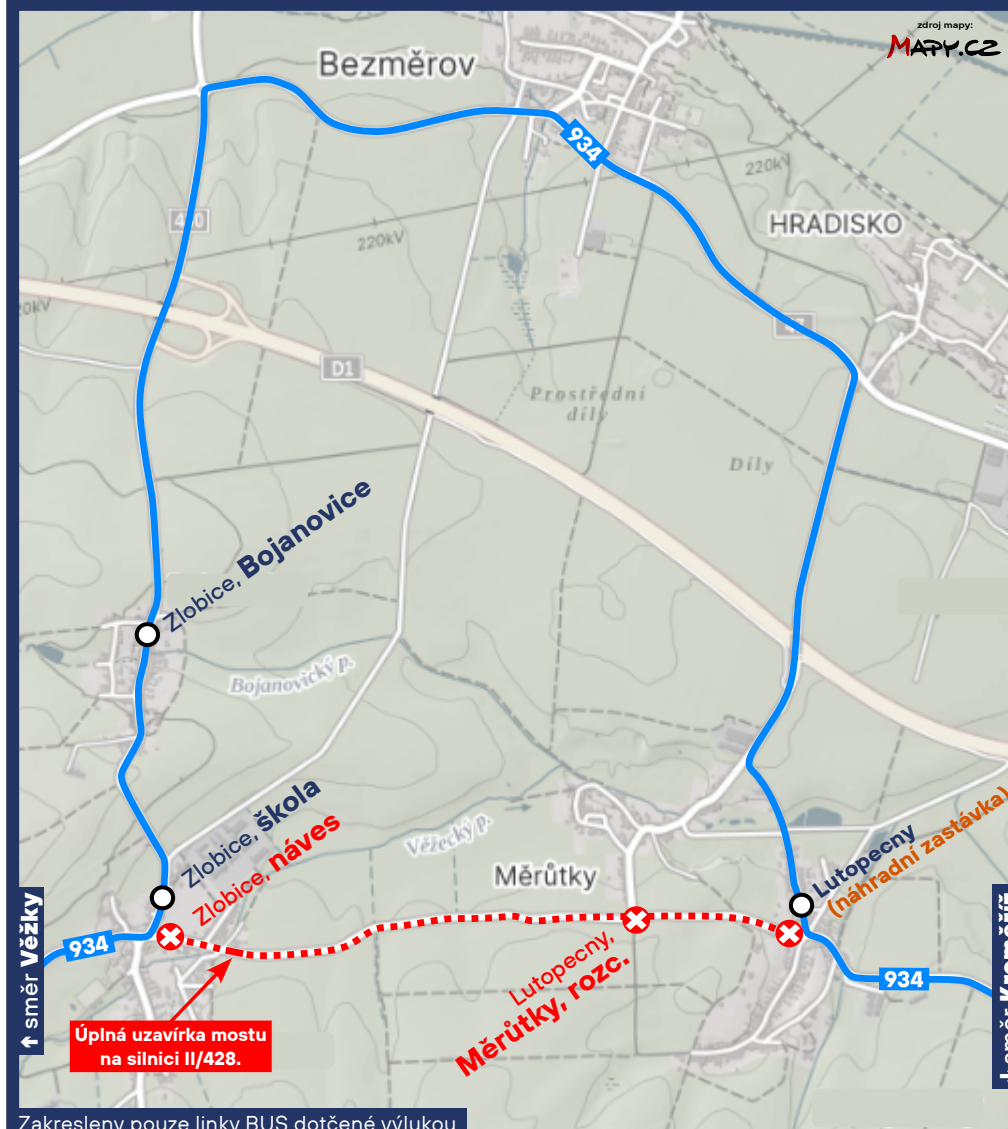 zdroj mapy:
MAPY.CZ
Bezměrov
934
220kV
HRADISKO
220kV
D1
Prostřední
díly
Díly
Zlobice, Bojanovice
Bojanovický p.
Zlobice, škola
Zlobice, náves
Věžecký p.
Měrůtky
Lutopecny
(náhradní zastávka)
934
Lutopecny,
Měrůtky, rozc.
934
↑ směr Věžky
Úplná uzavírka mostu
na silnici II/428.
Zakresleny pouze linky BUS dotčené výlukou